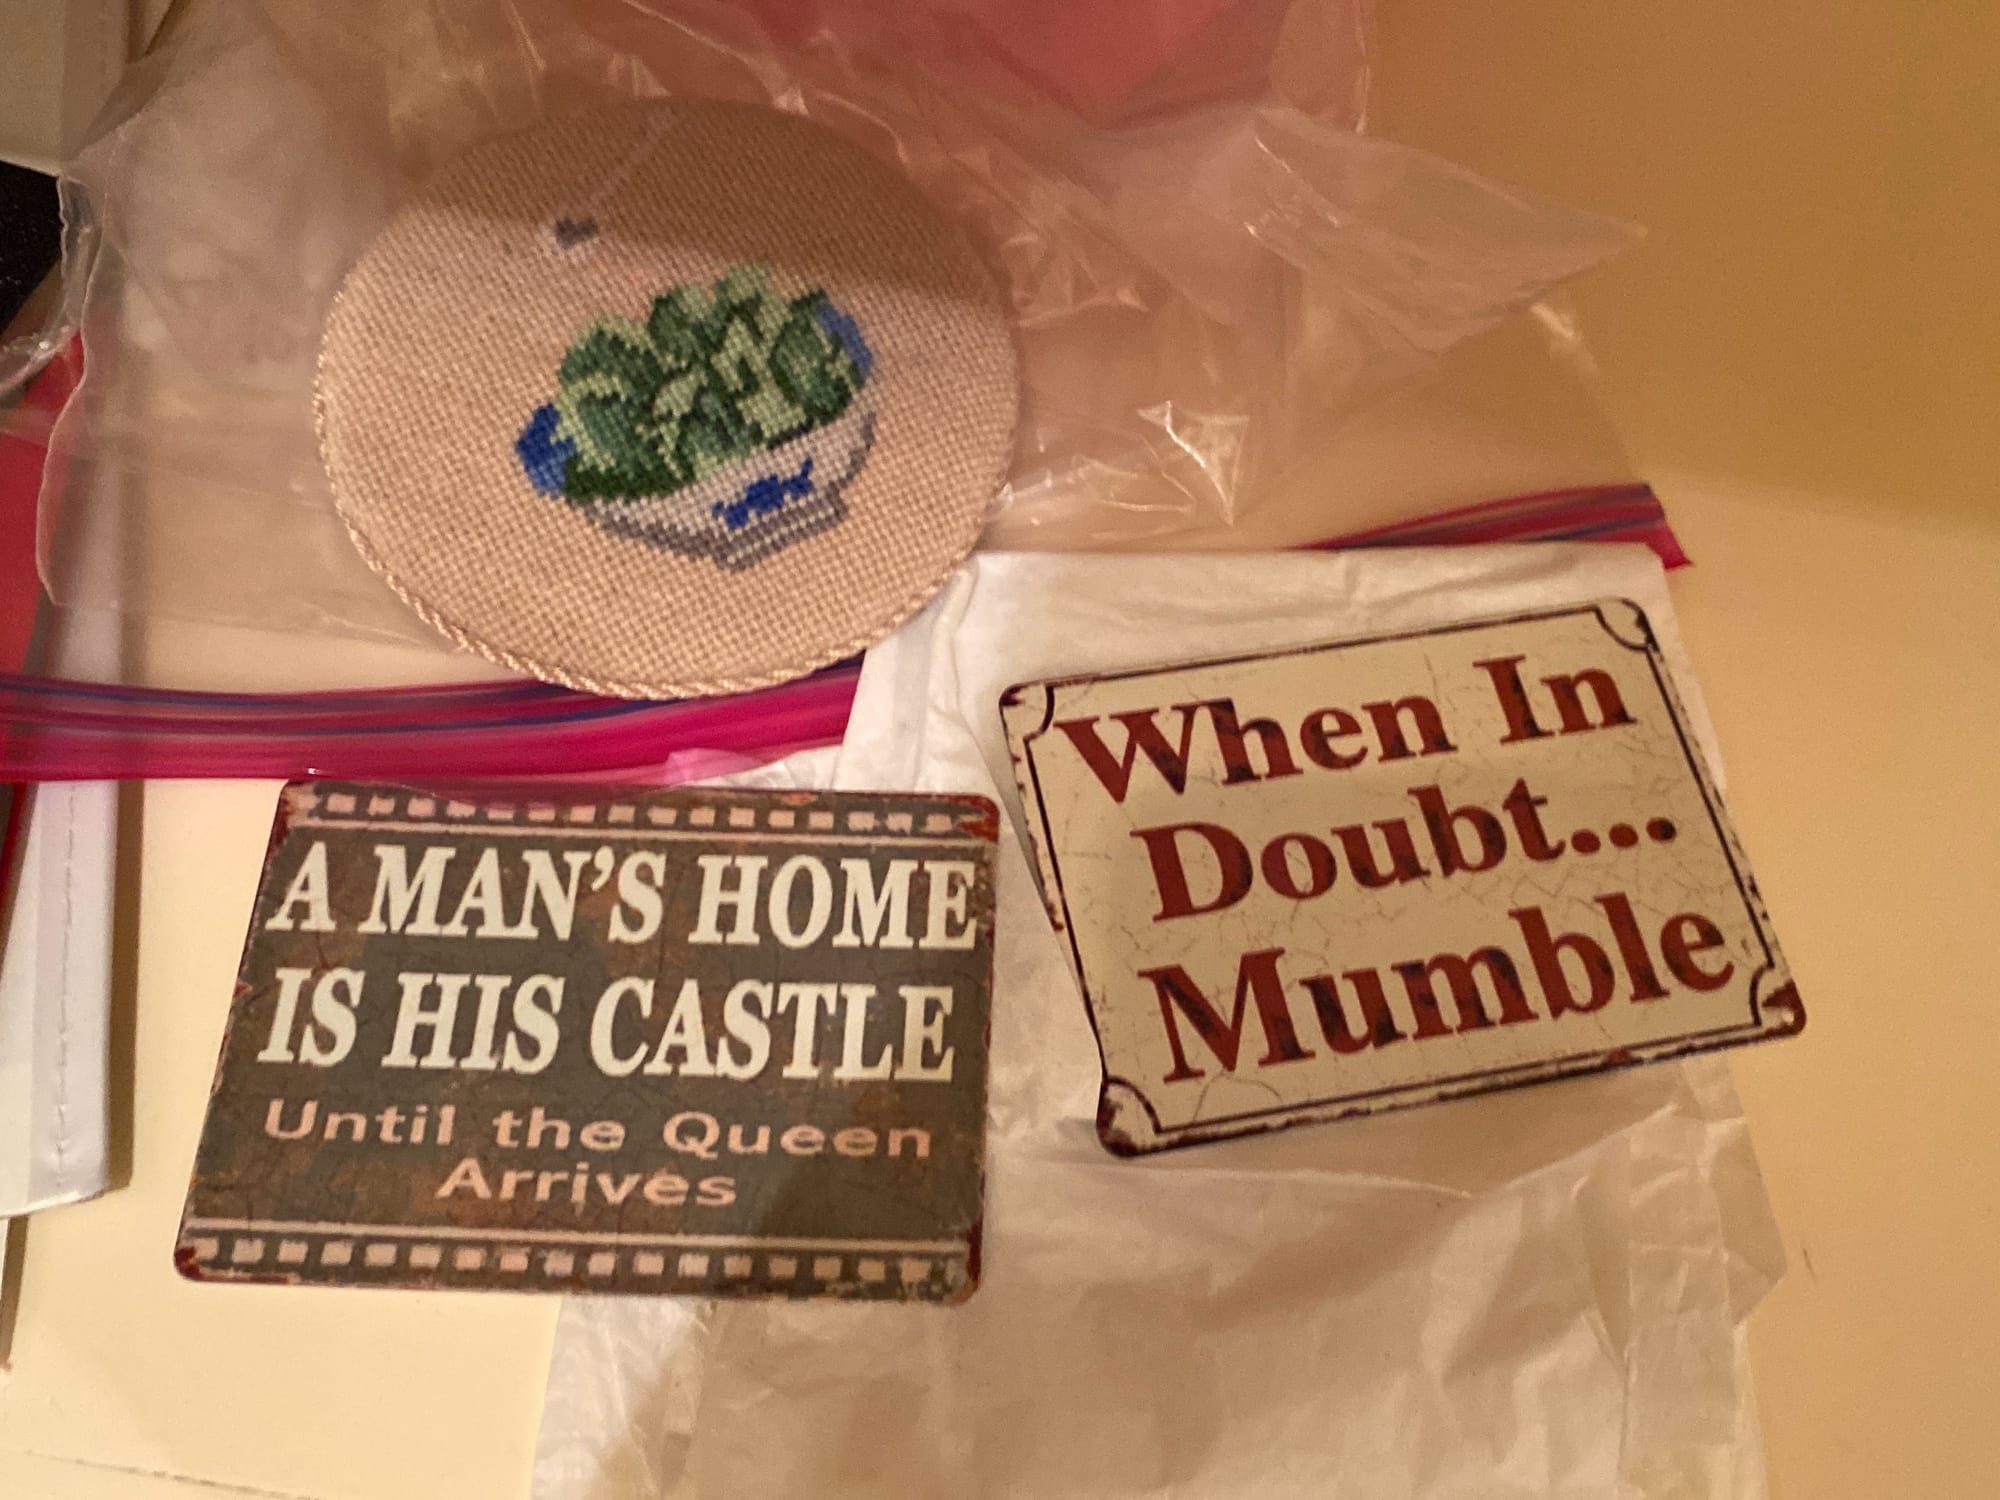 A MAN'S HOME
IS HIS CASTLE
Until the Queen
Arrives
When In
Doubt...
Mumble